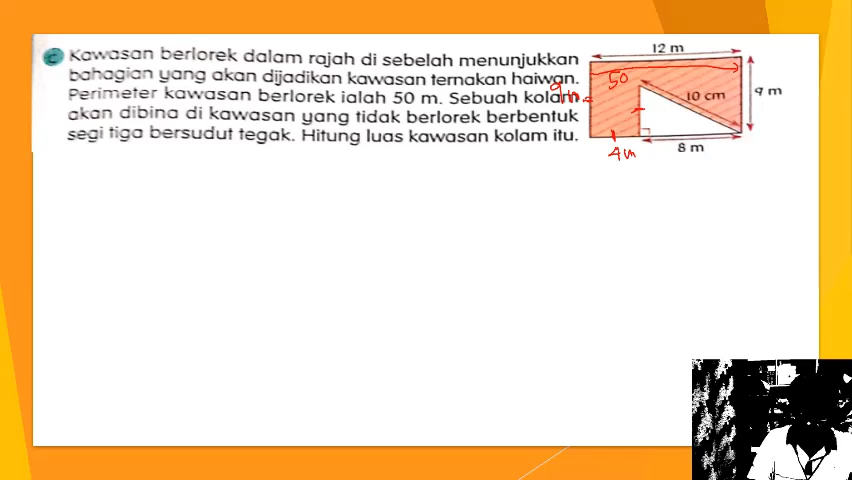 c Kawasan berlorek dalam rajah di sebelah menunjukkan
bahagian yang akan dijadikan kawasan ternakan haiwan.
Perimeter kawasan berlorek ialah 50 m. Sebuah kolam
akan dibina di kawasan yang tidak berlorek berbentuk
segi tiga bersudut tegak. Hitung luas kawasan kolam itu.
12 m
50
9m
10 cm
9 m
8 m
4m